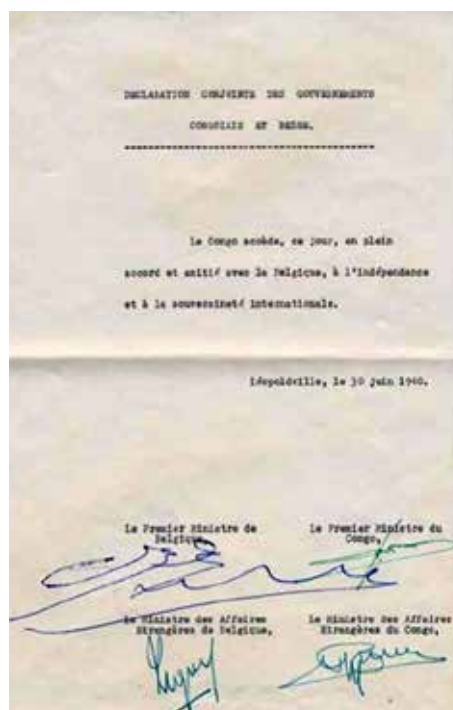 DECLARATION CONJOINTE DES GOUVERNEMENTS
CONGOLAIS ET BELGE.
Le Congo accède, ce jour, en plein
accord et amitié avec la Belgique, à l'indépendance
et à la souveraineté internationale.
Léopoldville, le 30 juin 1960.
Le Premier Ministre de
Belgique,
Le Premier Ministre du
Congo,
Le Ministre des Affaires
Etrangères de Belgique,
Le Ministre des Affaires
Etrangères du Congo,